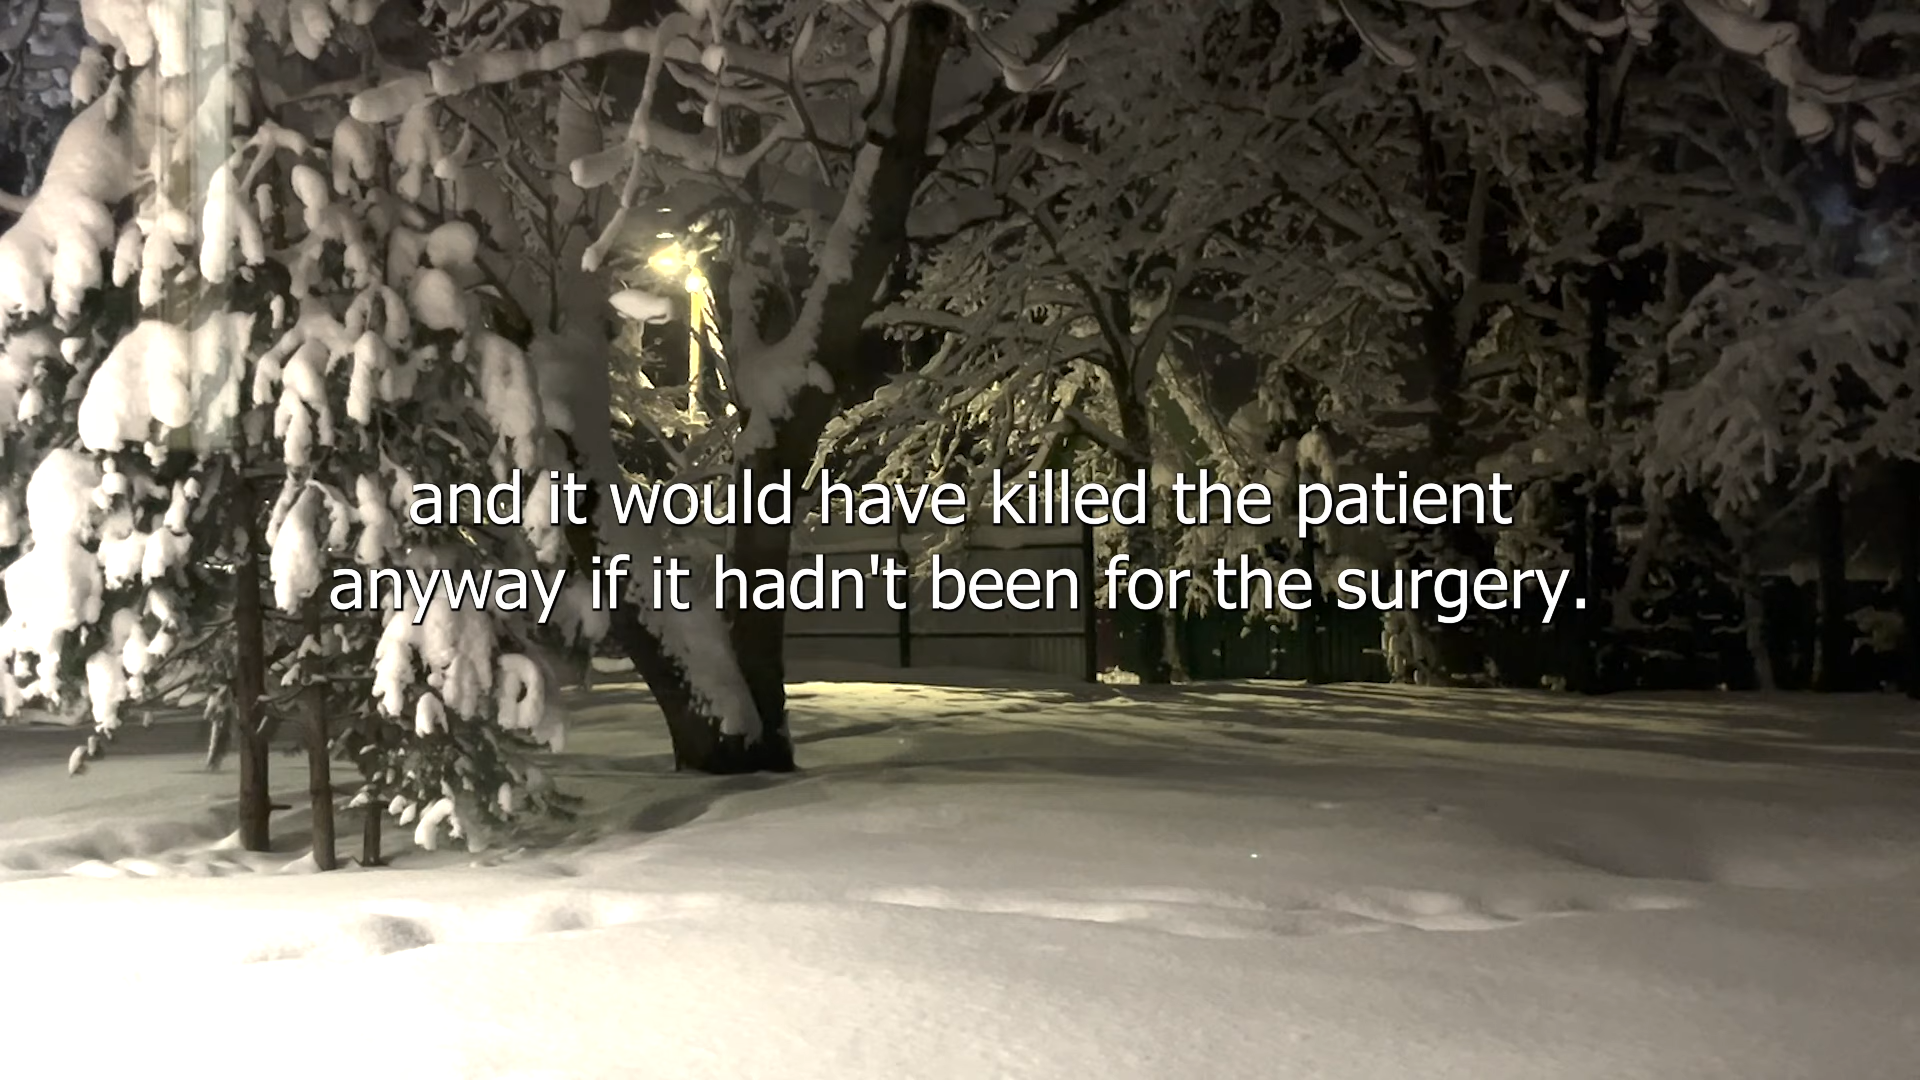 and it would have killed the patient
anyway if it hadn't been for the surgery.